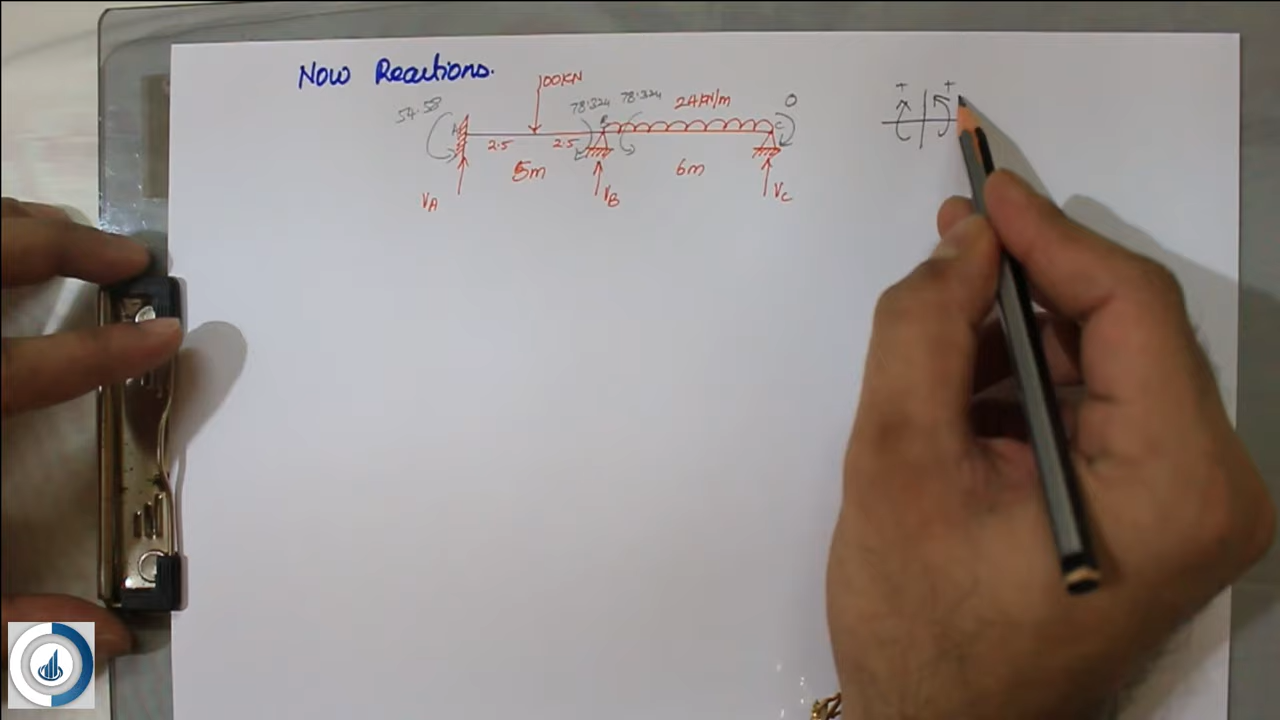 Now Reactions.
100KN
54.58 78.324 78.324 24KN/m 0
A B C
2.5 2.5
5m 6m
VA VB VC
+ +